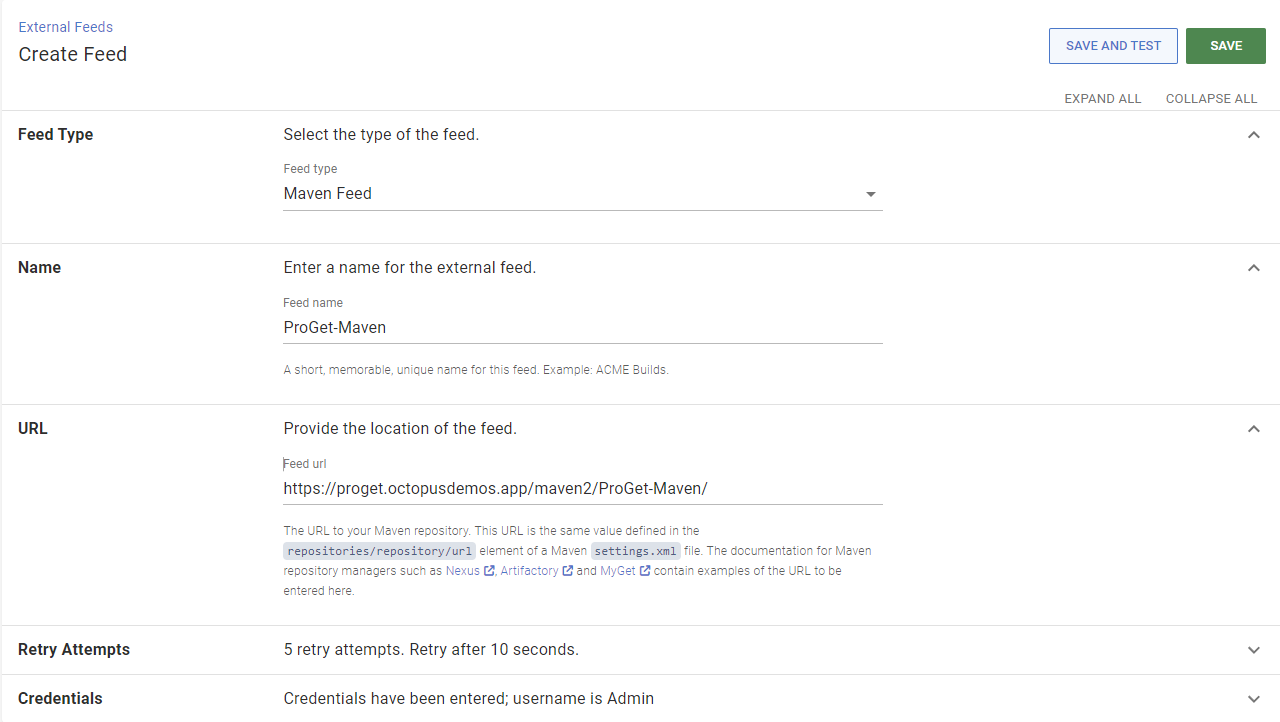 External Feeds
Create Feed
SAVE AND TEST
SAVE
EXPAND ALL
COLLAPSE ALL
Feed Type
Select the type of the feed.
Feed type
Maven Feed
Name
Enter a name for the external feed.
Feed name
ProGet-Maven
A short, memorable, unique name for this feed. Example: ACME Builds.
URL
Provide the location of the feed.
Feed url
https://proget.octopusdemos.app/maven2/ProGet-Maven/
The URL to your Maven repository. This URL is the same value defined in the
repositories/repository/url element of a Maven settings.xml file. The documentation for Maven
repository managers such as Nexus, Artifactory and MyGet contain examples of the URL to be
entered here.
Retry Attempts
5 retry attempts. Retry after 10 seconds.
Credentials
Credentials have been entered; username is Admin